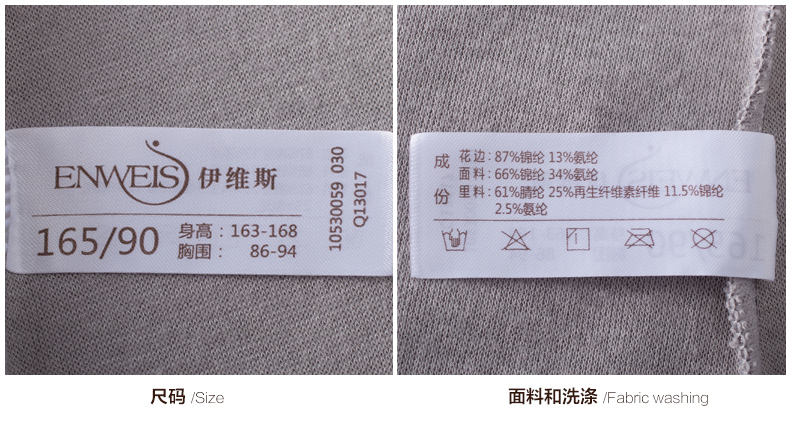 ENWEIS 伊维斯
165/90
身高：163-168
胸围： 86-94
10530059 030
Q13017
成份
花边：87%锦纶 13%氨纶
面料：66%锦纶 34%氨纶
里料：61%腈纶 25%再生纤维素纤维 11.5%锦纶
2.5%氨纶
尺码 /Size
面料和洗涤 /Fabric washing